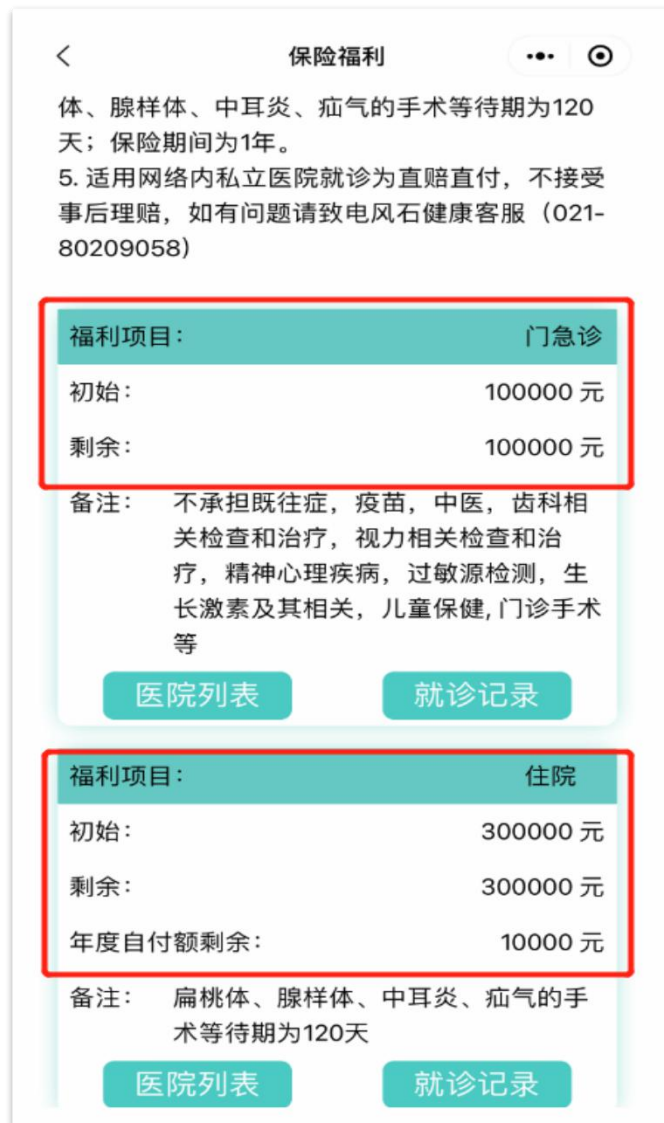 保险福利
体、腺样体、中耳炎、疝气的手术等待期为120
天；保险期间为1年。
5. 适用网络内私立医院就诊为直赔直付，不接受
事后理赔，如有问题请致电风石健康客服（021-
80209058)
福利项目： 门急诊
初始： 100000 元
剩余： 100000 元
备注： 不承担既往症，疫苗，中医，齿科相
关检查和治疗，视力相关检查和治
疗，精神心理疾病，过敏源检测，生
长激素及其相关，儿童保健, 门诊手术
等
医院列表 就诊记录
福利项目： 住院
初始： 300000 元
剩余： 300000 元
年度自付额剩余： 10000 元
备注： 扁桃体、腺样体、中耳炎、疝气的手
术等待期为120天
医院列表 就诊记录